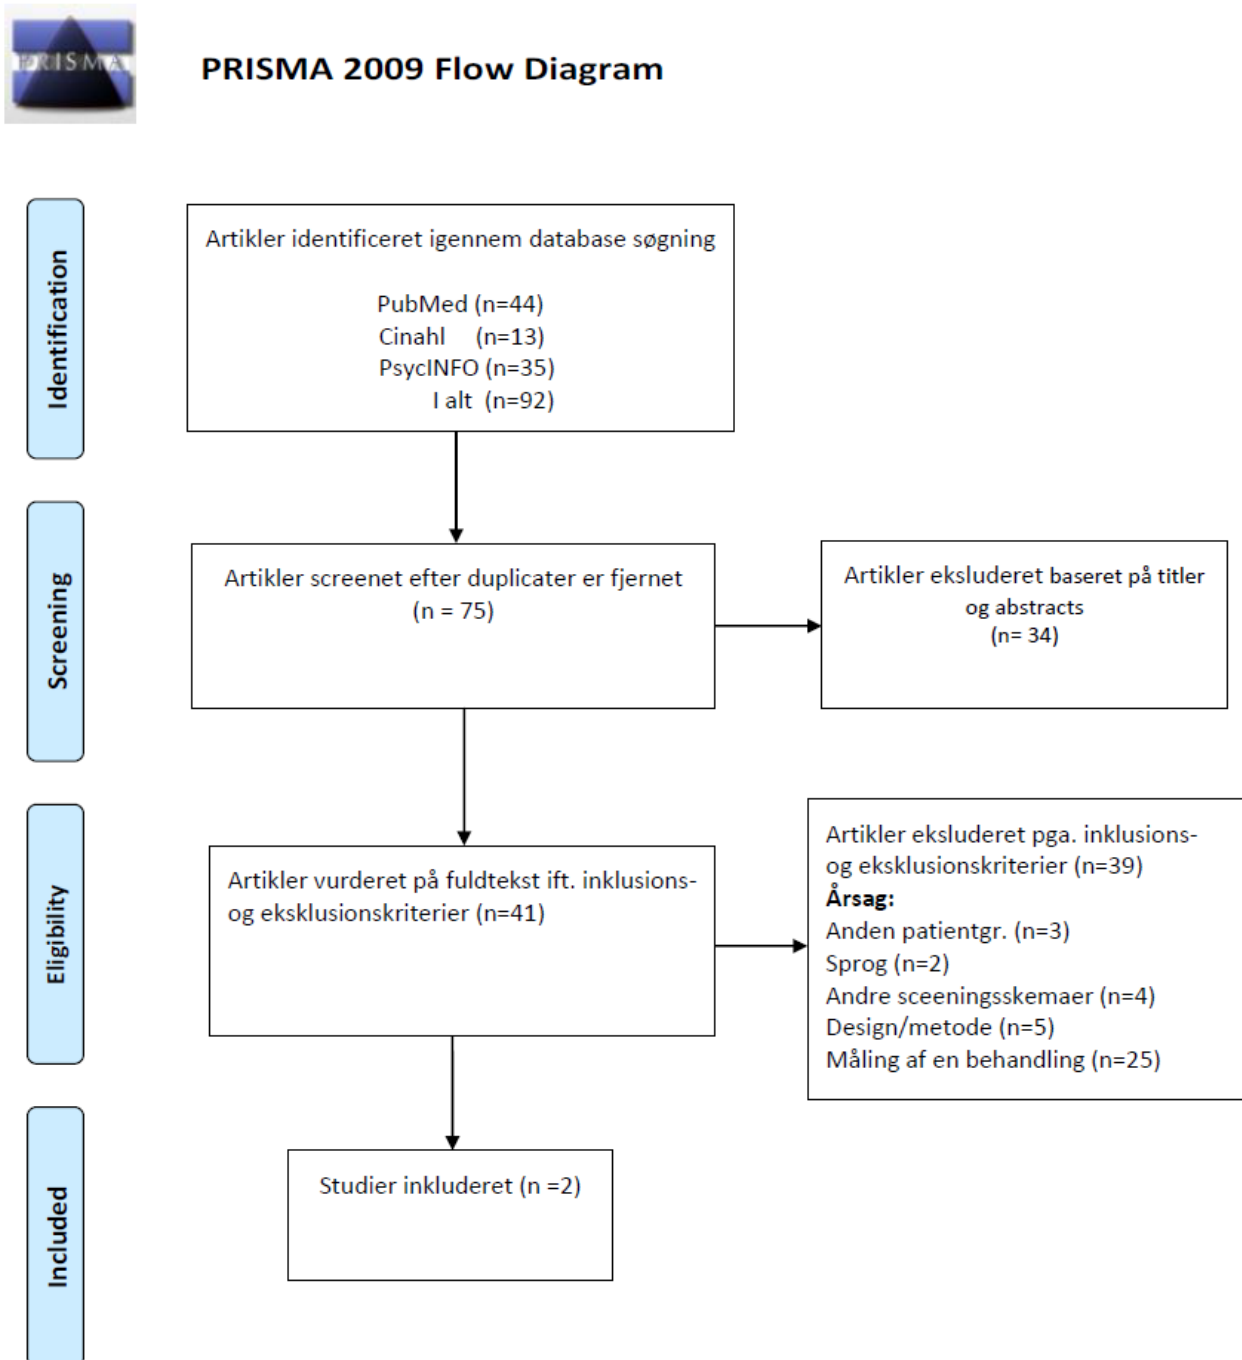 PRISMA
PRISMA 2009 Flow Diagram
Identification
Artikler identificeret igennem database søgning
PubMed (n=44)
Cinahl (n=13)
PsycINFO (n=35)
I alt (n=92)
Screening
Artikler screenet efter duplicater er fjernet
(n = 75)
Artikler eksluderet baseret på titler
og abstracts
(n= 34)
Eligibility
Artikler vurderet på fuldtekst ift. inklusions-
og eksklusionskriterier (n=41)
Artikler eksluderet pga. inklusions-
og eksklusionskriterier (n=39)
Årsag:
Anden patientgr. (n=3)
Sprog (n=2)
Andre sceeningsskemaer (n=4)
Design/metode (n=5)
Måling af en behandling (n=25)
Included
Studier inkluderet (n =2)